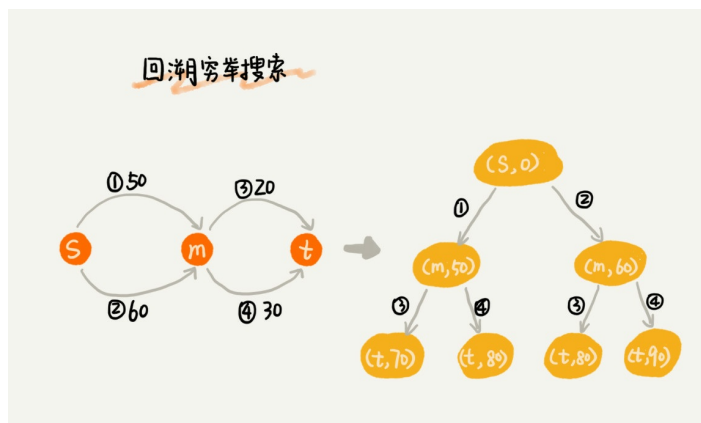 回溯穷举搜索
①50
③20
S
m
t
②60
④30
(S,0)
①
②
(m,50)
(m,60)
③
④
③
④
(t,70)
(t,80)
(t,80)
(t,90)